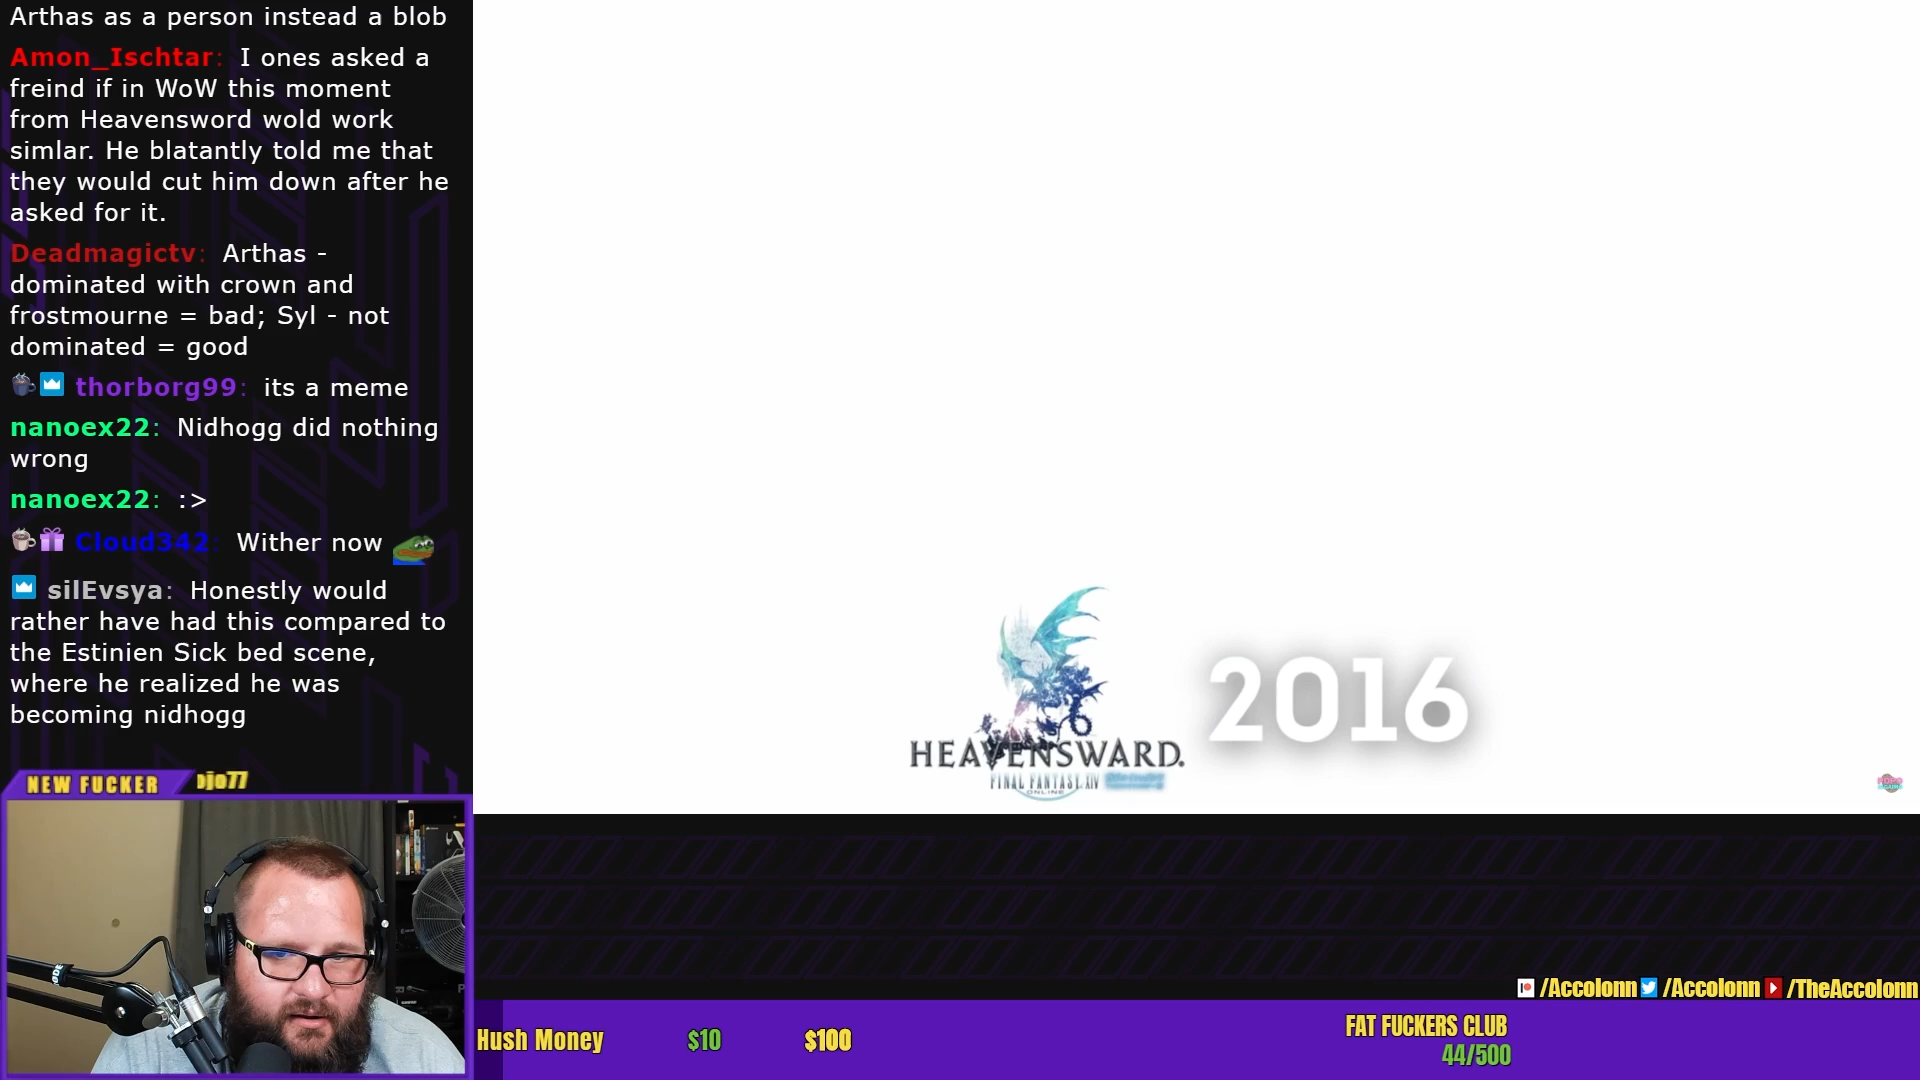 Arthas as a person instead a blob
Amon_Ischtar: I ones asked a
freind if in WoW this moment
from Heavensword wold work
simlar. He blatantly told me that
they would cut him down after he
asked for it.
Deadmagictv: Arthas -
dominated with crown and
frostmourne = bad; Syl - not
dominated = good
thorborg99: its a meme
nanoex22: Nidhogg did nothing
wrong
nanoex22: :>
Cloud342: Wither now
silEvsya: Honestly would
rather have had this compared to
the Estinien Sick bed scene,
where he realized he was
becoming nidhogg
NEW FUCKER
HEAVENSWARD.
FINAL FANTASY XIV
ONLINE
2016
/Accolonn /Accolonn /TheAccolonn
Hush Money $10 $100
FAT FUCKERS CLUB
44/500